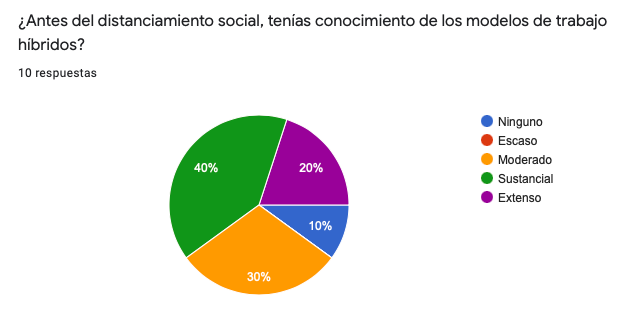 ¿Antes del distanciamiento social, tenías conocimiento de los modelos de trabajo
híbridos?
10 respuestas
Ninguno
Escaso
Moderado
Sustancial
Extenso
40%
20%
10%
30%